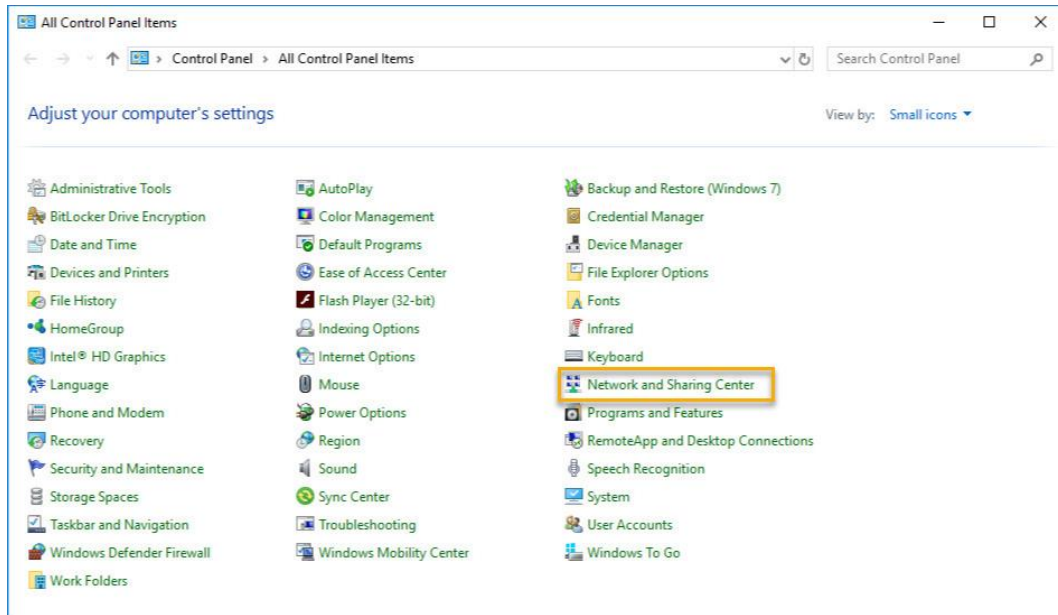 All Control Panel Items
Control Panel > All Control Panel Items
Search Control Panel
Adjust your computer's settings
View by: Small icons
Administrative Tools
AutoPlay
Backup and Restore (Windows 7)
BitLocker Drive Encryption
Color Management
Credential Manager
Date and Time
Default Programs
Device Manager
Devices and Printers
Ease of Access Center
File Explorer Options
File History
Flash Player (32-bit)
Fonts
HomeGroup
Indexing Options
Infrared
Intel® HD Graphics
Internet Options
Keyboard
Language
Mouse
Network and Sharing Center
Phone and Modem
Power Options
Programs and Features
Recovery
Region
RemoteApp and Desktop Connections
Security and Maintenance
Sound
Speech Recognition
Storage Spaces
Sync Center
System
Taskbar and Navigation
Troubleshooting
User Accounts
Windows Defender Firewall
Windows Mobility Center
Windows To Go
Work Folders